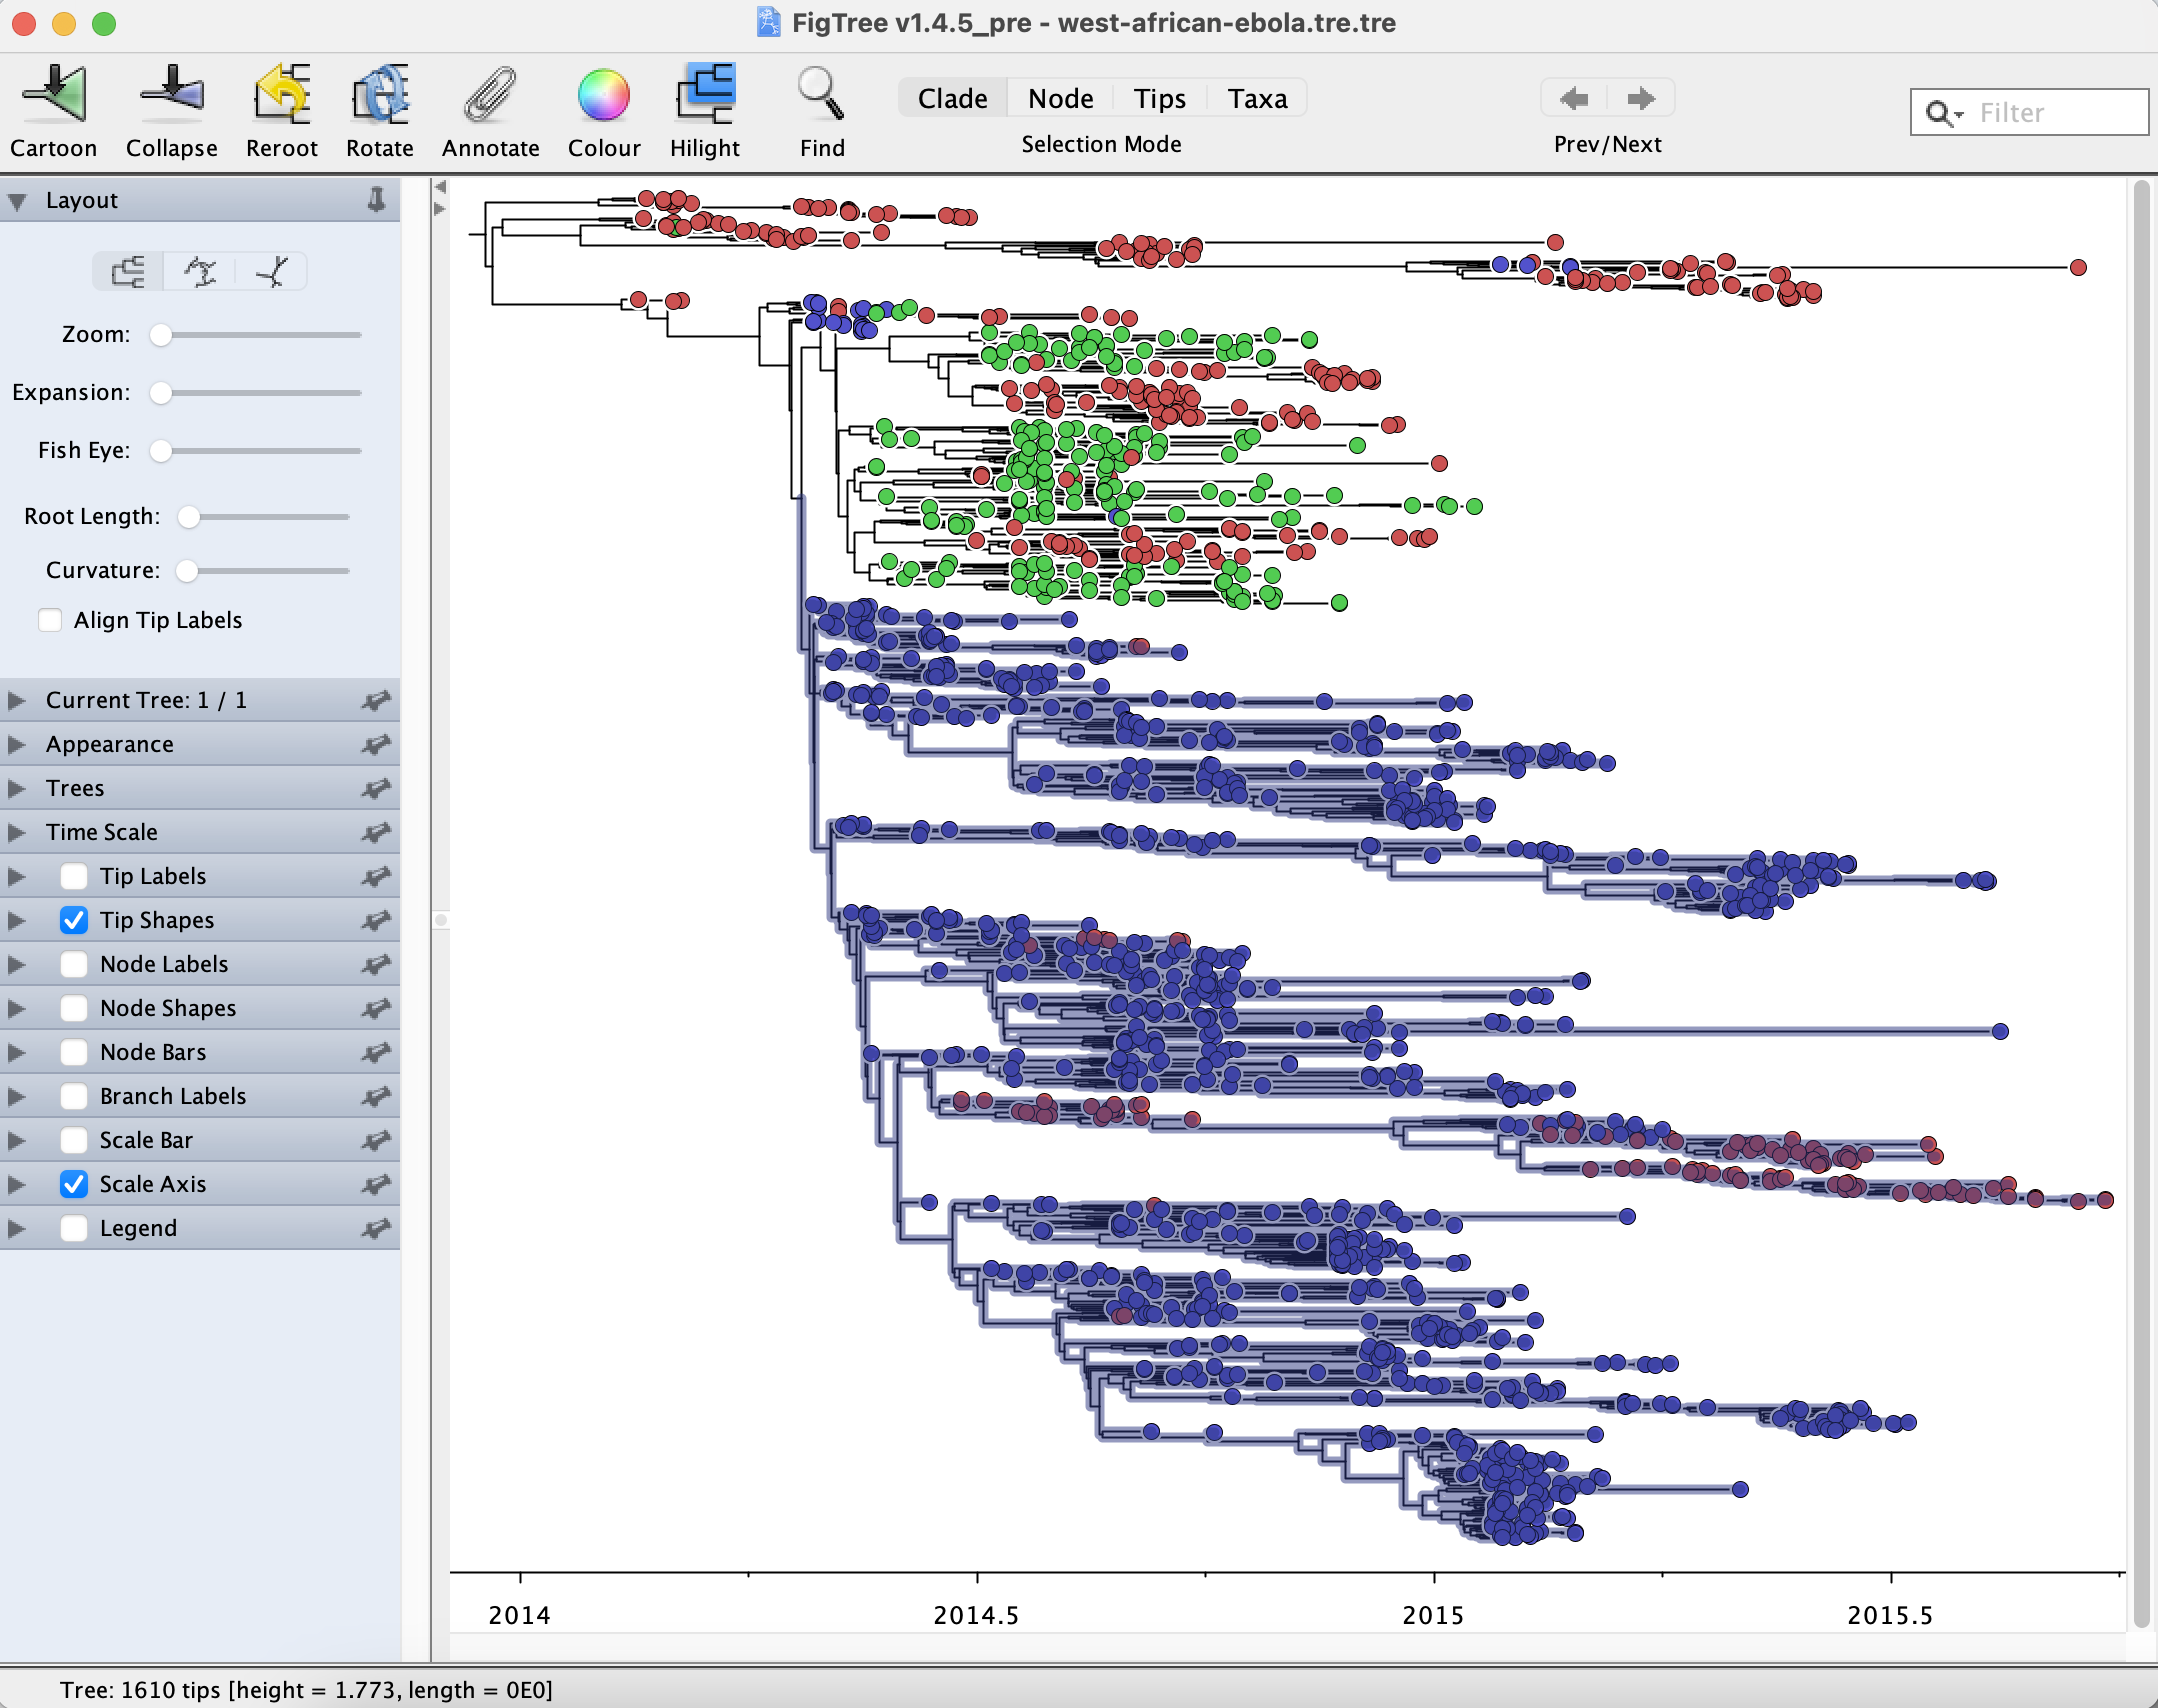 FigTree v1.4.5_pre - west-african-ebola.tre.tre
Cartoon Collapse Reroot Rotate Annotate Colour Hilight Find
Clade Node Tips Taxa
Selection Mode
Prev/Next
Filter
Layout
Zoom:
Expansion:
Fish Eye:
Root Length:
Curvature:
Align Tip Labels
Current Tree: 1 / 1
Appearance
Trees
Time Scale
Tip Labels
Tip Shapes
Node Labels
Node Shapes
Node Bars
Branch Labels
Scale Bar
Scale Axis
Legend
2014 2014.5 2015 2015.5
Tree: 1610 tips [height = 1.773, length = 0E0]